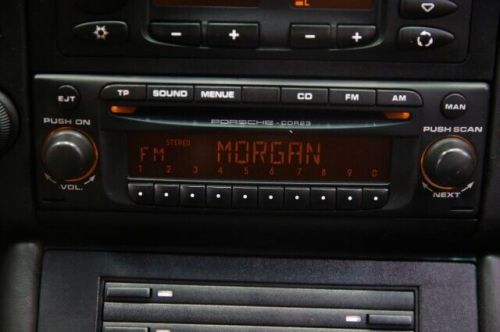 - + - +
L
EJT TP SOUND MENUE CD FM AM MAN
PUSH ON PORSCHE CDR23 PUSH SCAN
STEREO
FM MORGAN
1 2 3 4 5 6 7 8 9 0
VOL. NEXT